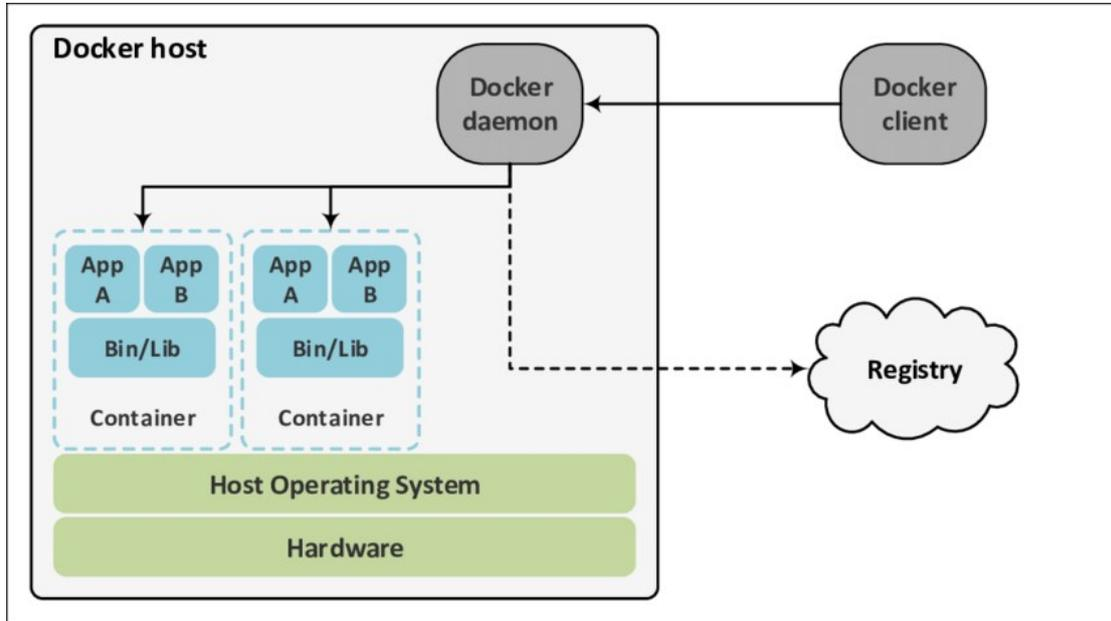 Docker host
Docker
daemon
Docker
client
App
A
App
B
App
A
App
B
Bin/Lib
Bin/Lib
Container
Container
Registry
Host Operating System
Hardware